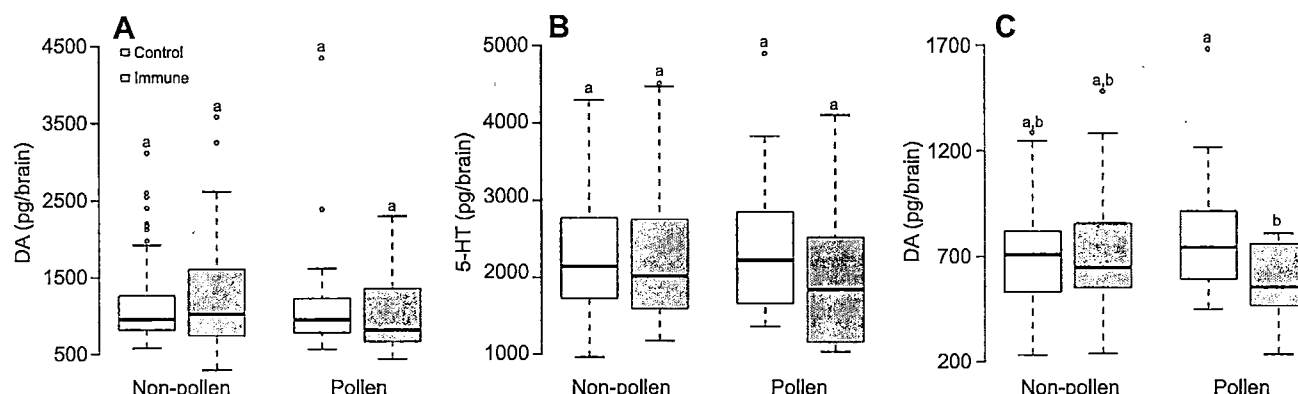 A
4500
3500
2500
1500
500
DA (pg/brain)
Control
Immune
a
a
a
a
Non-pollen
Pollen
B
5000
4000
3000
2000
1000
5-HT (pg/brain)
a
a
a
a
Non-pollen
Pollen
C
1700
1200
700
200
DA (pg/brain)
a,b
a,b
a
b
Non-pollen
Pollen